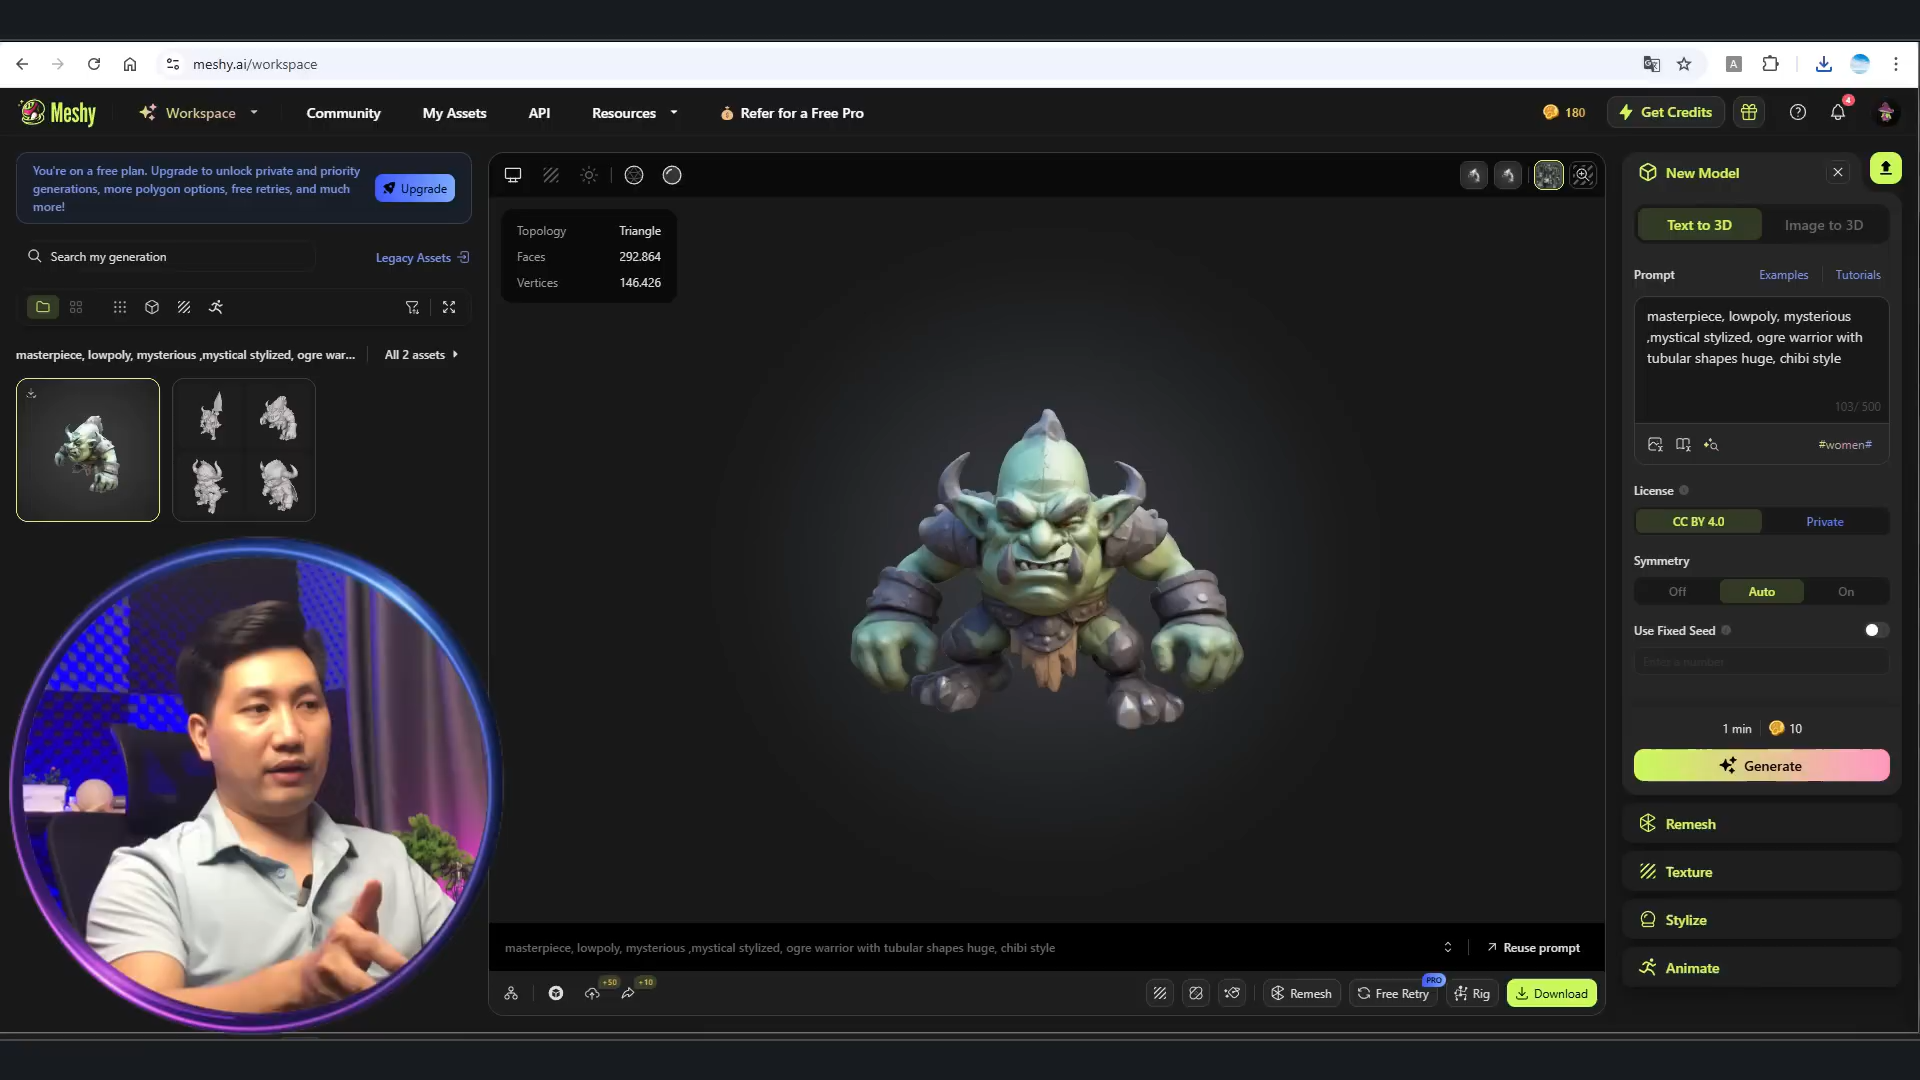 meshy.ai/workspace
A
Meshy
Workspace
Community
My Assets
API
Resources
Refer for a Free Pro
180
Get Credits
4
You're on a free plan. Upgrade to unlock private and priority
generations, more polygon options, free retries, and much
more!
Upgrade
Search my generation
Legacy Assets
masterpiece, lowpoly, mysterious ,mystical stylized, ogre war...
All 2 assets
Topology Triangle
Faces 292.864
Vertices 146.426
masterpiece, lowpoly, mysterious ,mystical stylized, ogre warrior with tubular shapes huge, chibi style
Reuse prompt
+50
+10
Remesh
Free Retry
PRO
Rig
Download
New Model
Text to 3D
Image to 3D
Prompt
Examples
Tutorials
masterpiece, lowpoly, mysterious
,mystical stylized, ogre warrior with
tubular shapes huge, chibi style
103/ 500
#women#
License
CC BY 4.0
Private
Symmetry
Off
Auto
On
Use Fixed Seed
Enter a number
1 min
10
Generate
Remesh
Texture
Stylize
Animate